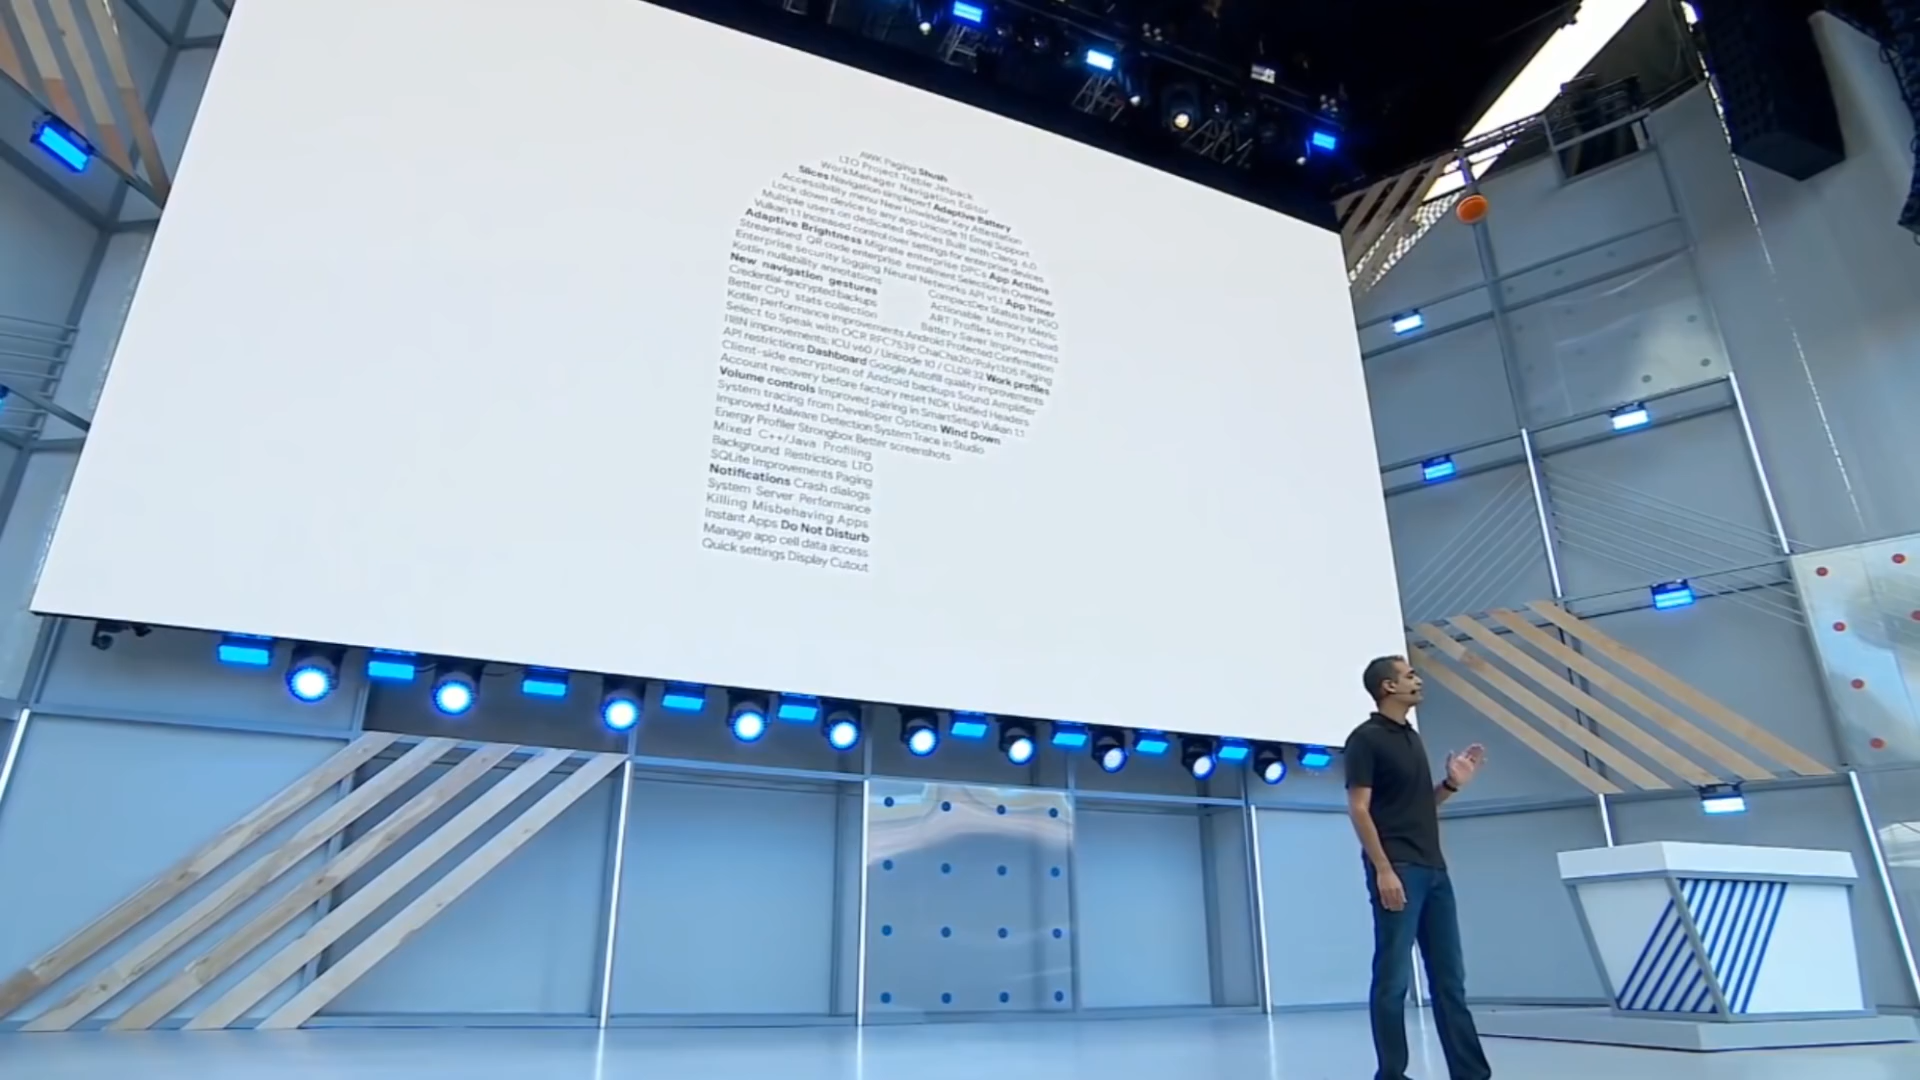 AWK Paging Shush
LTO Project Treble Jetpack
WorkManager Navigation Editor
Slices Navigation simpleperf Adaptive Battery
Accessibility menu New Unwinder Key Attestation
Lock down device to any app Unicode 11 Emoji Support
Multiple users on dedicated devices Built with Clang 6.0
Vulkan 1.1 Increased control over settings for enterprise devices
Adaptive Brightness Migrate enterprise DPCs App Actions
Streamlined QR code enterprise enrollment Selection in Overview
Enterprise security logging Neural Networks API v1.1 App Timer
Kotlin nullability annotations CompactDex Status bar PGO
New navigation gestures Actionable Memory Metric
Credential-encrypted backups ART Profiles in Play Cloud
Better CPU stats collection Battery Saver Improvements
Kotlin performance improvements Android Protected Confirmation
Select to Speak with OCR RFC7539 ChaCha20/Poly1305 Paging
I18N improvements; ICU v60 / Unicode 10 / CLDR 32 Work profiles
API restrictions Dashboard Google Autofill quality improvements
Client-side encryption of Android backups Sound Amplifier
Account recovery before factory reset NDK Unified Headers
Volume controls Improved pairing in SmartSetup Vulkan 1.1
System tracing from Developer Options Wind Down
Improved Malware Detection System Trace in Studio
Energy Profiler Strongbox Better screenshots
Mixed C++/Java Profiling
Background Restrictions LTO
SQLite Improvements Paging
Notifications Crash dialogs
System Server Performance
Killing Misbehaving Apps
Instant Apps Do Not Disturb
Manage app cell data access
Quick settings Display Cutout